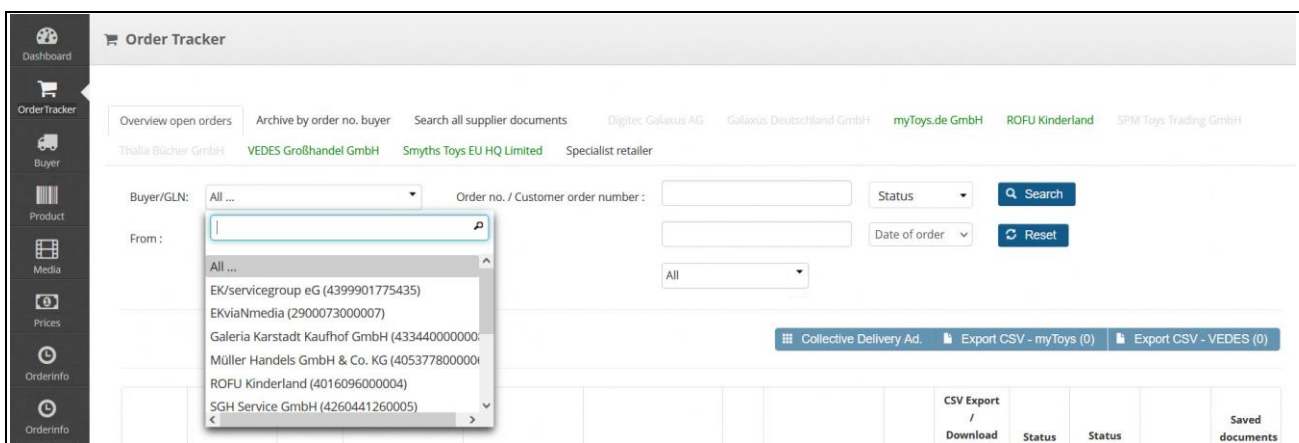 Dashboard
Order Tracker
OrderTracker
Overview open orders Archive by order no. buyer Search all supplier documents Digitec Galaxus AG Galaxus Deutschland GmbH myToys.de GmbH ROFU Kinderland SPM Toys Trading GmbH
Thalia Bücher GmbH VEDES Großhandel GmbH Smyths Toys EU HQ Limited Specialist retailer
Buyer
Buyer/GLN: All ... Order no. / Customer order number : Status Search
Product
From : Date of order Reset
Media
All ... All
EK/servicegroup eG (4399901775435)
EKviaNmedia (2900073000007)
Prices
Galeria Karstadt Kaufhof GmbH (433440000000 Collective Delivery Ad. Export CSV - myToys (0) Export CSV - VEDES (0)
Müller Handels GmbH & Co. KG (405377800000
Orderinfo
ROFU Kinderland (4016096000004)
SGH Service GmbH (4260441260005)
CSV Export
/
Download Status Status Saved
documents
Orderinfo